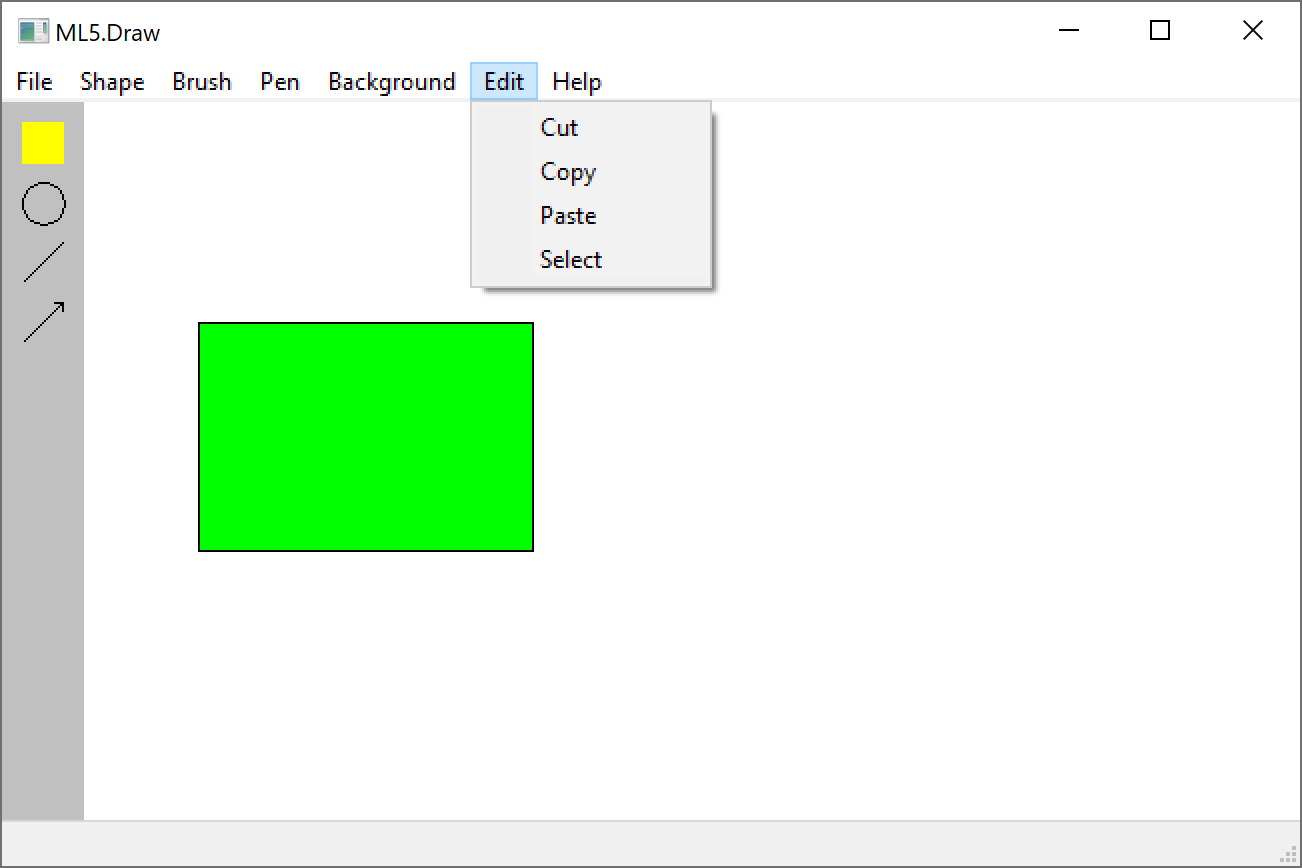 ML5.Draw
File Shape Brush Pen Background Edit Help
Cut
Copy
Paste
Select